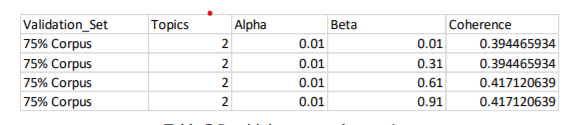 Validation_Set Topics Alpha Beta Coherence
75% Corpus 2 0.01 0.01 0.394465934
75% Corpus 2 0.01 0.31 0.394465934
75% Corpus 2 0.01 0.61 0.417120639
75% Corpus 2 0.01 0.91 0.417120639